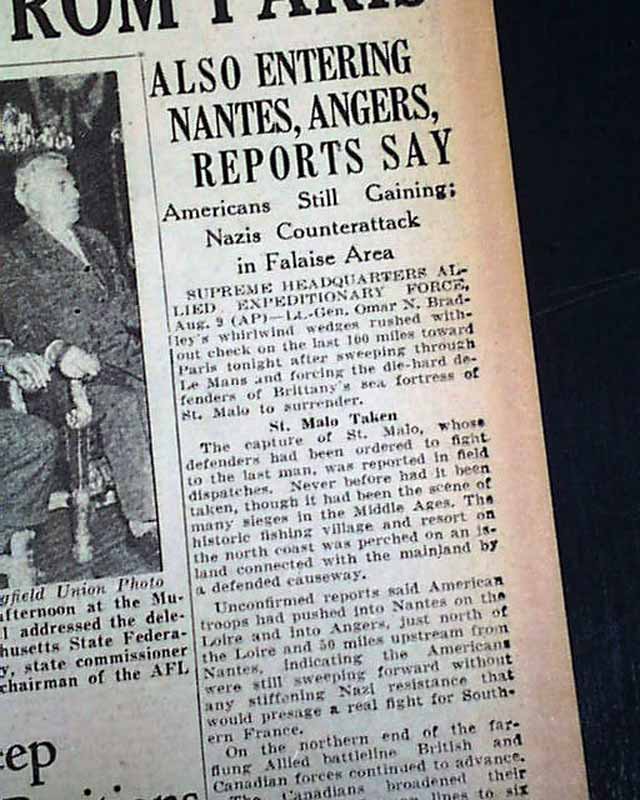 ROM PARIS
ALSO ENTERING
NANTES, ANGERS,
REPORTS SAY
Americans Still Gaining;
Nazis Counterattack
in Falaise Area
SUPREME HEADQUARTERS AL-
LIED EXPEDITIONARY FORCE,
Aug. 9 (AP)—Lt.-Gen. Omar N. Brad-
ley's whirlwind wedges rushed with-
out check on the last 100 miles toward
Paris tonight after sweeping through
Le Mans and forcing the die-hard de-
fenders of Brittany's sea fortress of
St. Malo to surrender.
St. Malo Taken
The capture of St. Malo, whose
defenders had been ordered to fight
to the last man, was reported in field
dispatches. Never before had it been
taken, though it had been the scene of
many sieges in the Middle Ages. The
historic fishing village and resort on
the north coast was perched on an is-
land connected with the mainland by
a defended causeway.
Unconfirmed reports said American
troops had pushed into Nantes on the
Loire and into Angers, just north of
the Loire and 50 miles upstream from
Nantes, indicating the Americans
were still sweeping forward without
any stiffening Nazi resistance that
would presage a real fight for South-
ern France.
On the northern end of the far-
flung Allied battleline British and
Canadian forces continued to advance.
The Canadians broadened their
lines to six
gfield Union Photo
afternoon at the Mu-
l addressed the dele-
husetts State Federa-
y, state commissioner
chairman of the AFL
eep